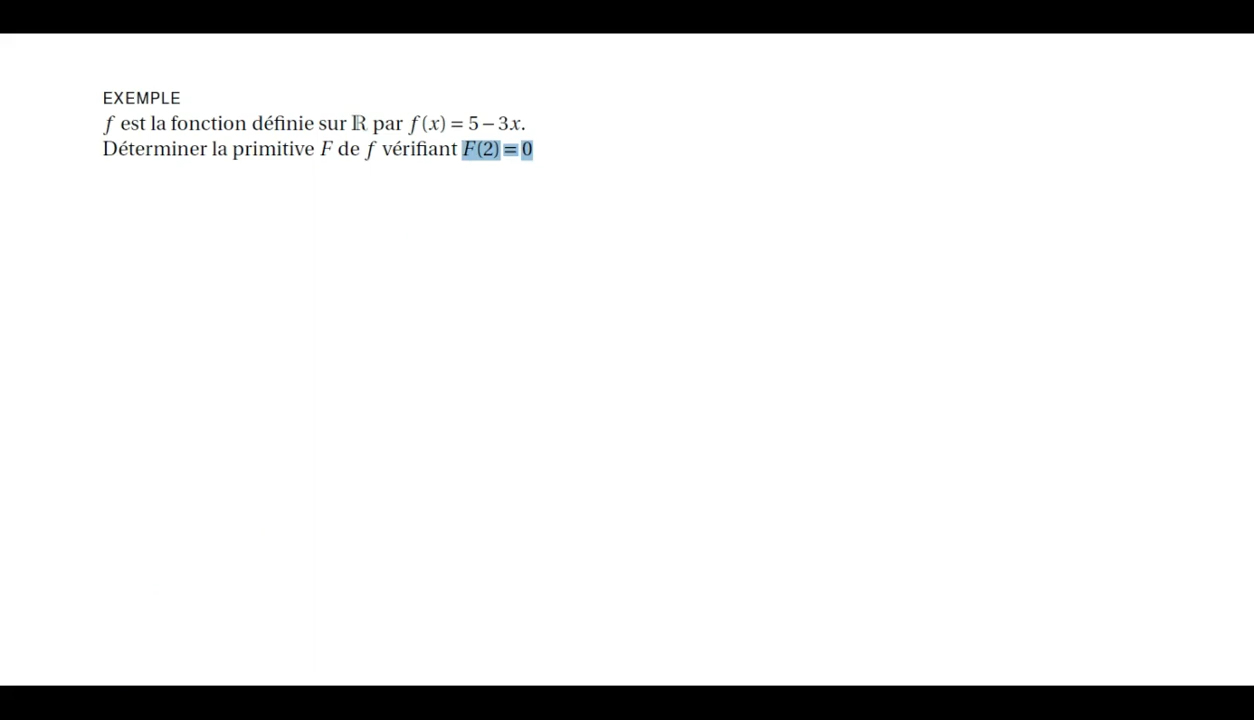 EXEMPLE
f est la fonction définie sur ℝ par f(x) = 5 − 3x.
Déterminer la primitive F de f vérifiant F(2) = 0